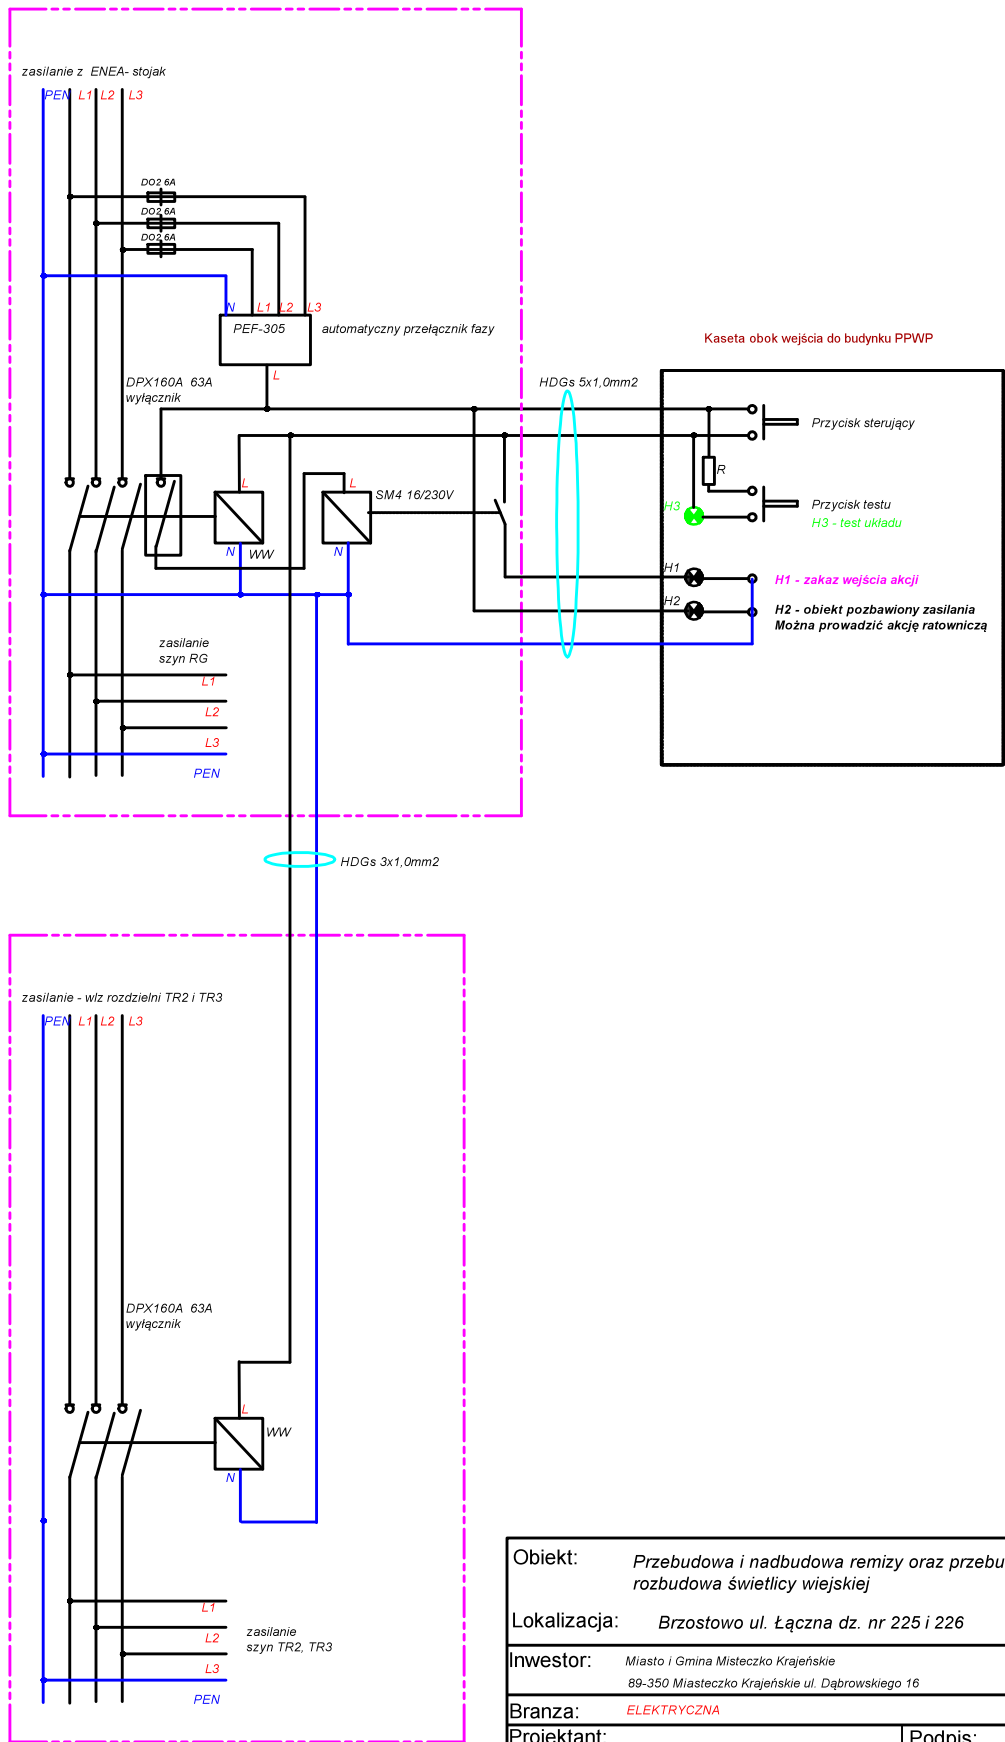 zasilanie z ENEA- stojak
PEN L1 L2 L3
DO2 6A
DO2 6A
DO2 6A
N L1 L2 L3
PEF-305 automatyczny przełącznik fazy
L
Kaseta obok wejścia do budynku PPWP
DPX160A 63A
wyłącznik
HDGs 5x1,0mm2
Przycisk sterujący
R
L
L
SM4 16/230V
Przycisk testu
H3
H3 - test układu
N
WW
N
H1
H1 - zakaz wejścia akcji
H2
H2 - obiekt pozbawiony zasilania
Można prowadzić akcję ratowniczą
zasilanie
szyn RG
L1
L2
L3
PEN
HDGs 3x1,0mm2
zasilanie - wlz rozdzielni TR2 i TR3
PEN L1 L2 L3
DPX160A 63A
wyłącznik
L
WW
N
L1
L2
L3
PEN
zasilanie
szyn TR2, TR3
Obiekt: Przebudowa i nadbudowa remizy oraz przebu
rozbudowa świetlicy wiejskiej
Lokalizacja: Brzostowo ul. Łączna dz. nr 225 i 226
Inwestor: Miasto i Gmina Misteczko Krajeńskie
89-350 Miasteczko Krajeńskie ul. Dąbrowskiego 16
Branza: ELEKTRYCZNA
Projektant: Podpis: